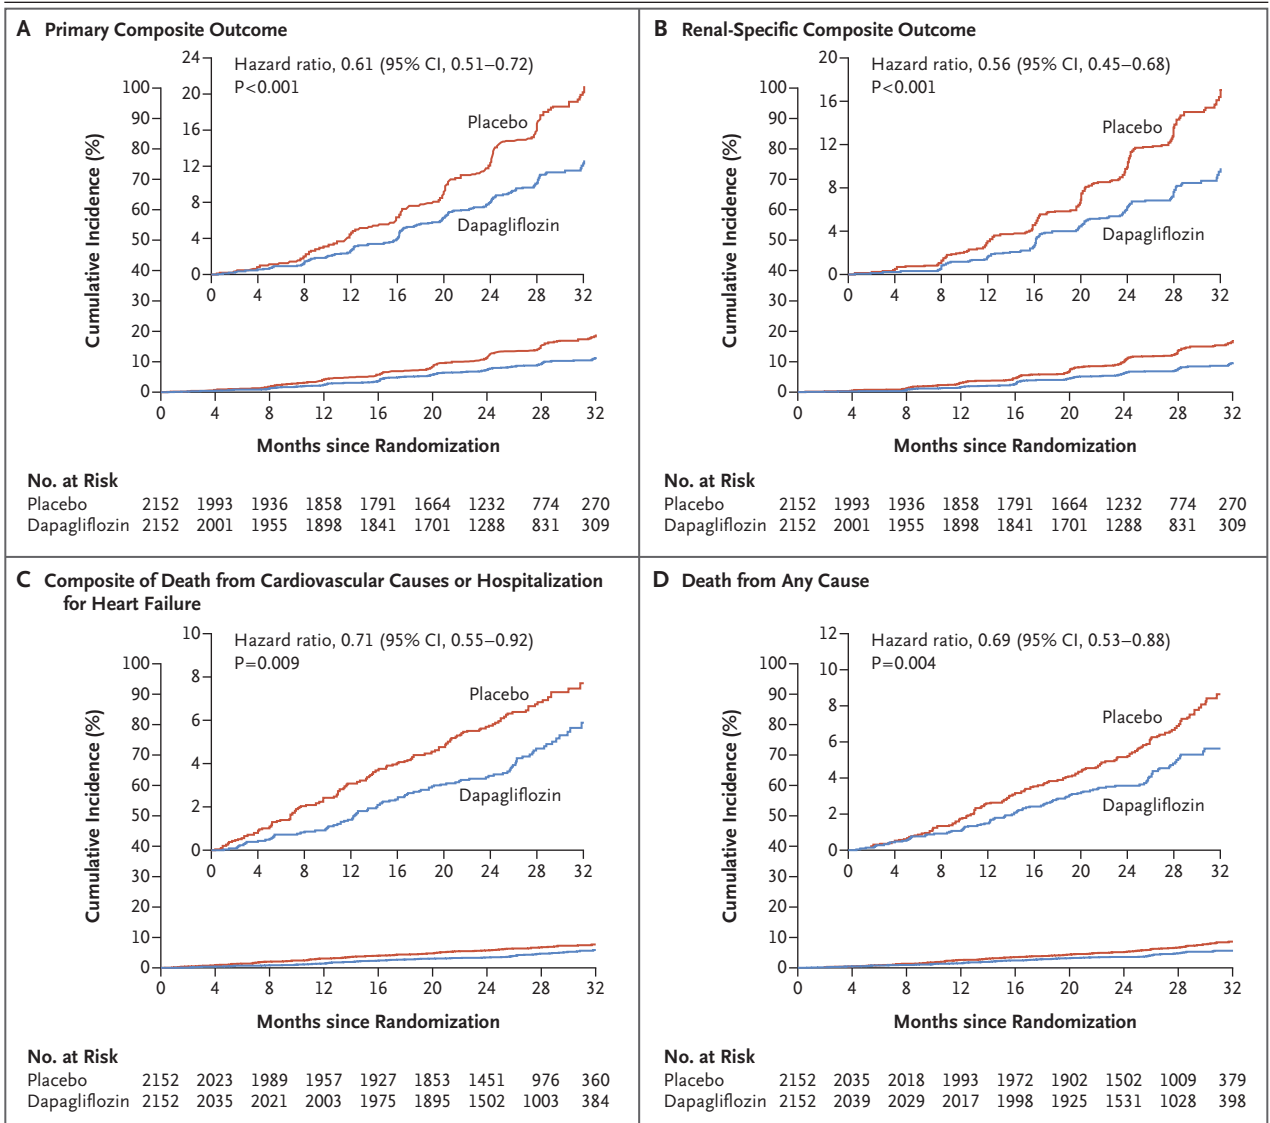 A Primary Composite Outcome
Hazard ratio, 0.61 (95% CI, 0.51–0.72)
P<0.001
24
20
16
12
8
4
0
Placebo
Dapagliflozin
0 4 8 12 16 20 24 28 32
Cumulative Incidence (%)
100
90
80
70
60
50
40
30
20
10
0
0 4 8 12 16 20 24 28 32
Months since Randomization
No. at Risk
Placebo 2152 1993 1936 1858 1791 1664 1232 774 270
Dapagliflozin 2152 2001 1955 1898 1841 1701 1288 831 309
B Renal-Specific Composite Outcome
Hazard ratio, 0.56 (95% CI, 0.45–0.68)
P<0.001
20
16
12
8
4
0
Placebo
Dapagliflozin
0 4 8 12 16 20 24 28 32
Cumulative Incidence (%)
100
90
80
70
60
50
40
30
20
10
0
0 4 8 12 16 20 24 28 32
Months since Randomization
No. at Risk
Placebo 2152 1993 1936 1858 1791 1664 1232 774 270
Dapagliflozin 2152 2001 1955 1898 1841 1701 1288 831 309
C Composite of Death from Cardiovascular Causes or Hospitalization
for Heart Failure
Hazard ratio, 0.71 (95% CI, 0.55–0.92)
P=0.009
10
8
6
4
2
0
Placebo
Dapagliflozin
0 4 8 12 16 20 24 28 32
Cumulative Incidence (%)
100
90
80
70
60
50
40
30
20
10
0
0 4 8 12 16 20 24 28 32
Months since Randomization
No. at Risk
Placebo 2152 2023 1989 1957 1927 1853 1451 976 360
Dapagliflozin 2152 2035 2021 2003 1975 1895 1502 1003 384
D Death from Any Cause
Hazard ratio, 0.69 (95% CI, 0.53–0.88)
P=0.004
12
10
8
6
4
2
0
Placebo
Dapagliflozin
0 4 8 12 16 20 24 28 32
Cumulative Incidence (%)
100
90
80
70
60
50
40
30
20
10
0
0 4 8 12 16 20 24 28 32
Months since Randomization
No. at Risk
Placebo 2152 2035 2018 1993 1972 1902 1502 1009 379
Dapagliflozin 2152 2039 2029 2017 1998 1925 1531 1028 398